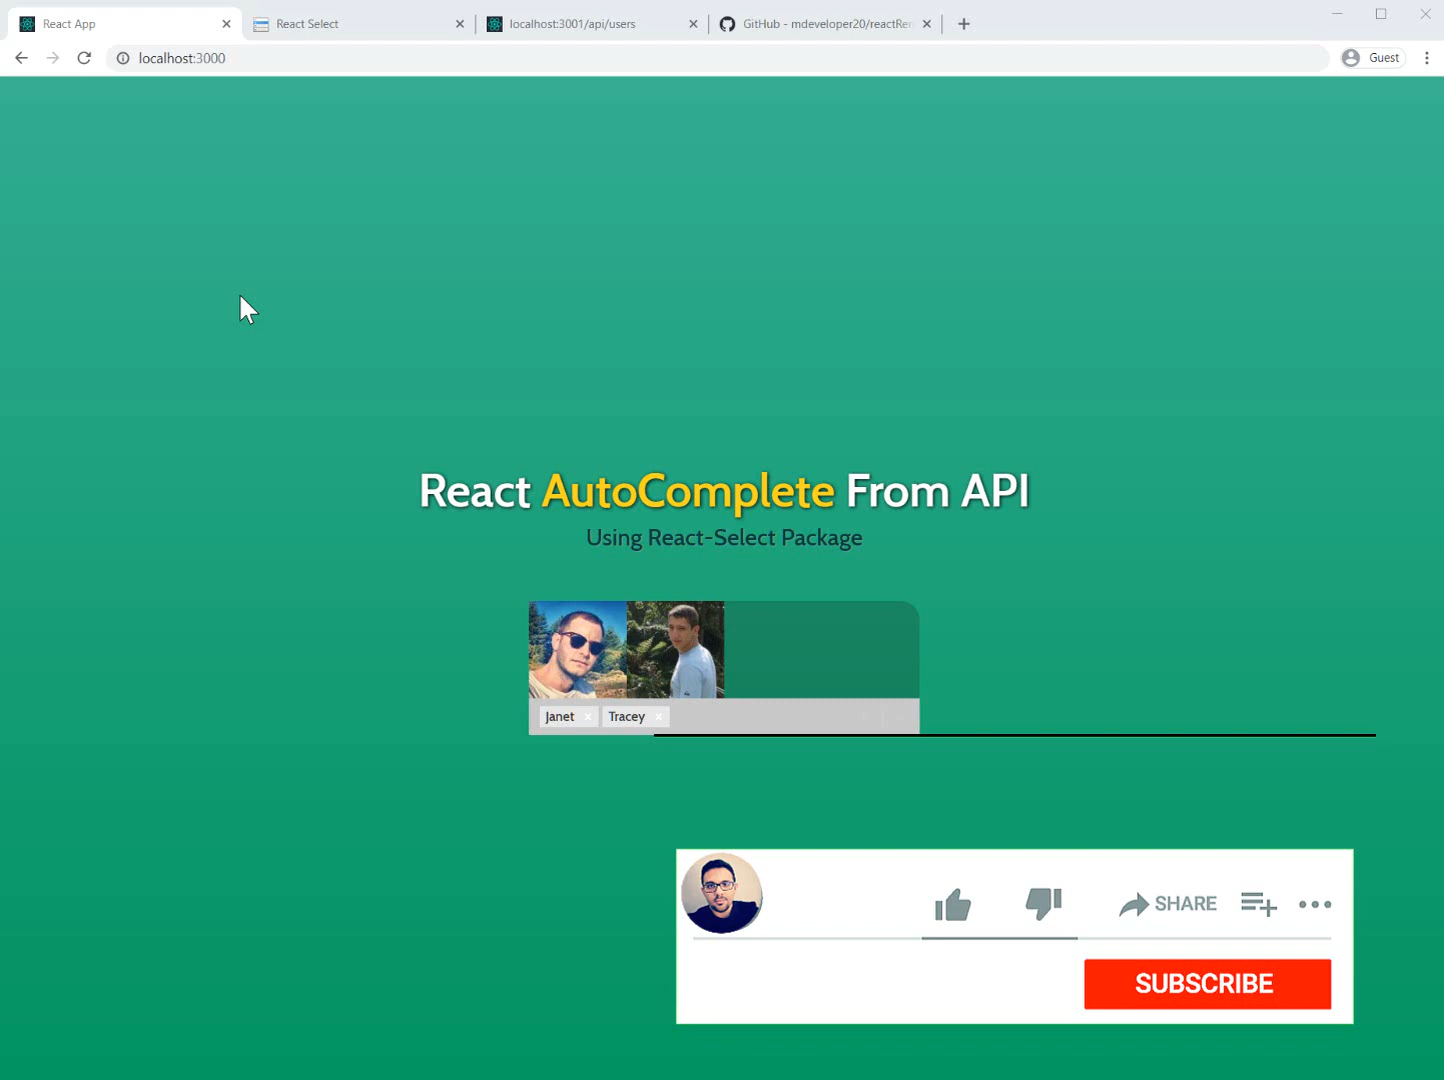 React App
React Select
localhost:3001/api/users
GitHub - mdeveloper20/reactRe
localhost:3000
Guest
React AutoComplete From API
Using React-Select Package
Janet ×
Tracey ×
SHARE
SUBSCRIBE